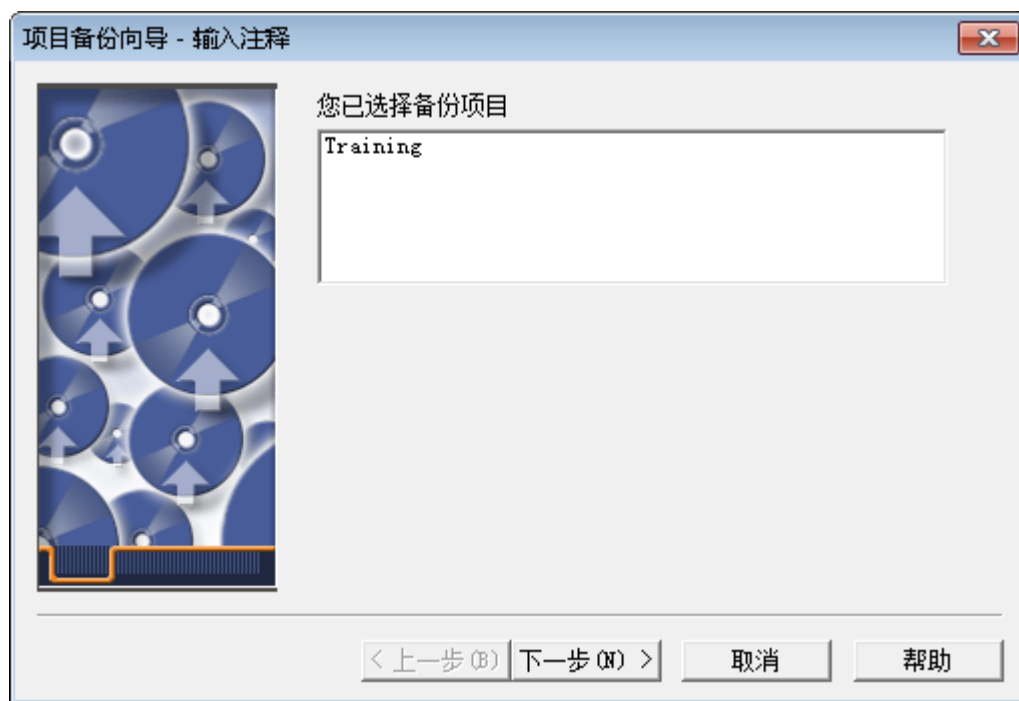 项目备份向导 - 输入注释
您已选择备份项目
Training
< 上一步(B)
下一步(N) >
取消
帮助